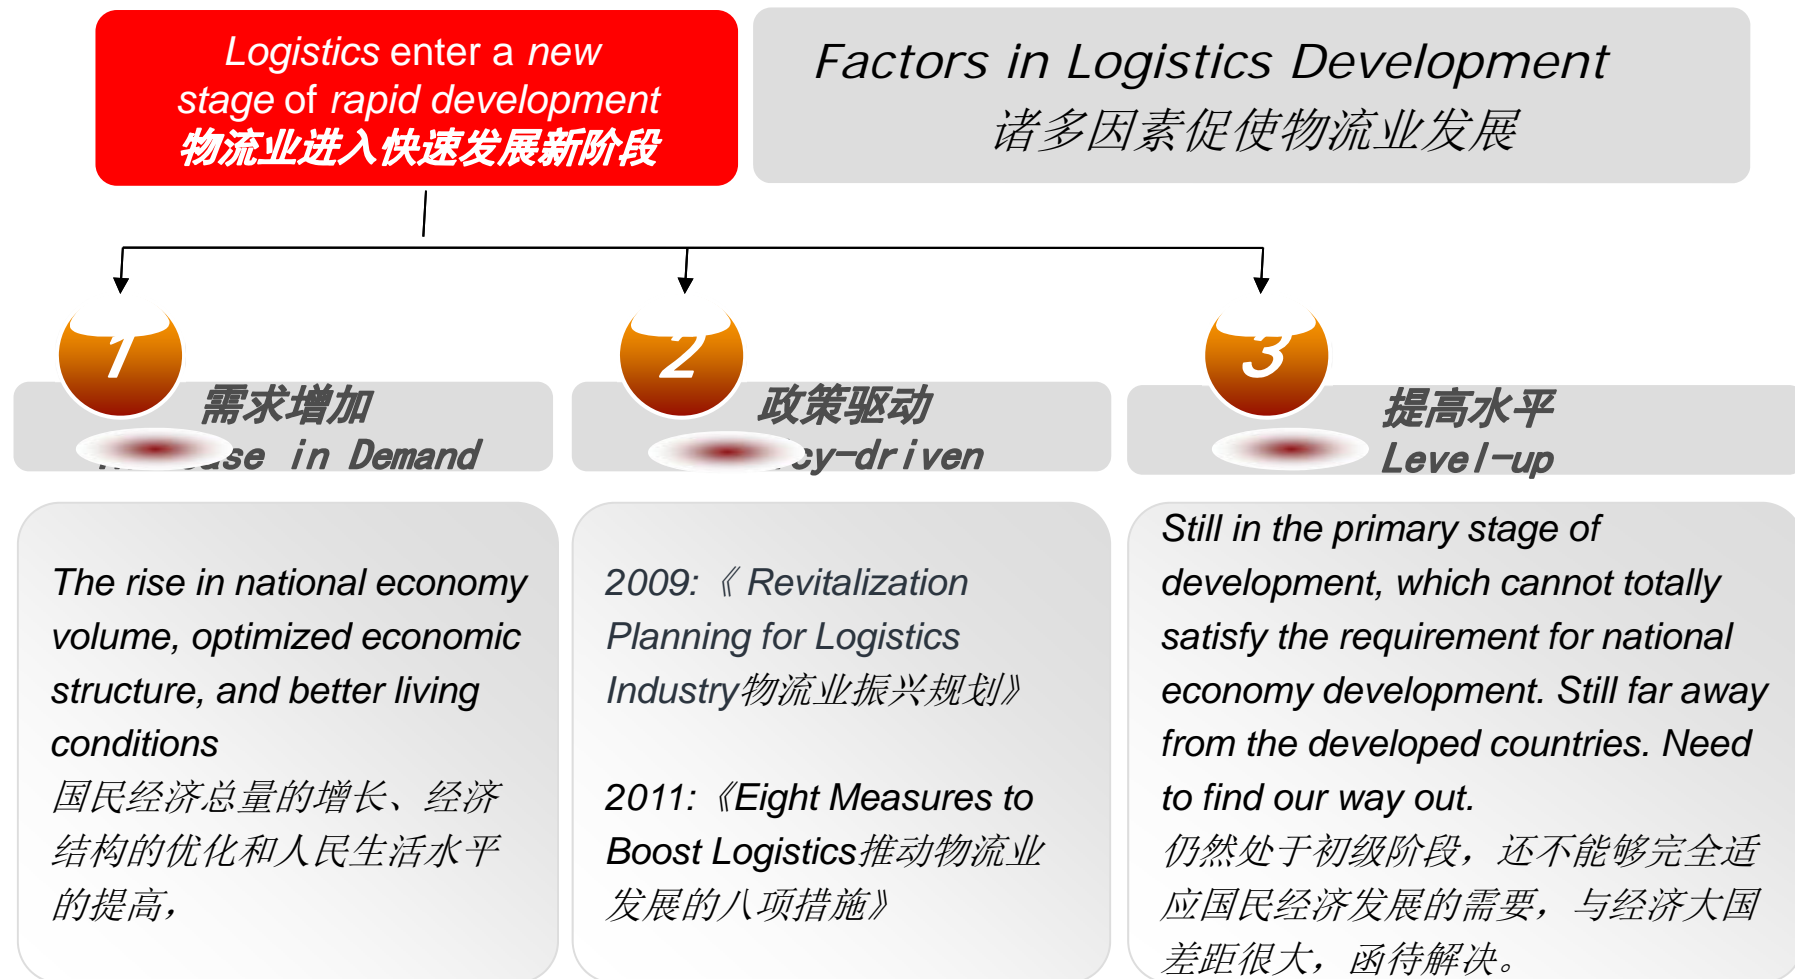 Logistics enter a new
stage of rapid development
物流业进入快速发展新阶段
Factors in Logistics Development
诸多因素促使物流业发展
1
需求增加
in Demand
The rise in national economy
volume, optimized economic
structure, and better living
conditions
国民经济总量的增长、经济
结构的优化和人民生活水平
的提高，
2
政策驱动
cy-driven
2009:《 Revitalization
Planning for Logistics
Industry物流业振兴规划》
2011:《Eight Measures to
Boost Logistics推动物流业
发展的八项措施》
3
提高水平
Level-up
Still in the primary stage of
development, which cannot totally
satisfy the requirement for national
economy development. Still far away
from the developed countries. Need
to find our way out.
仍然处于初级阶段，还不能够完全适
应国民经济发展的需要，与经济大国
差距很大，函待解决。